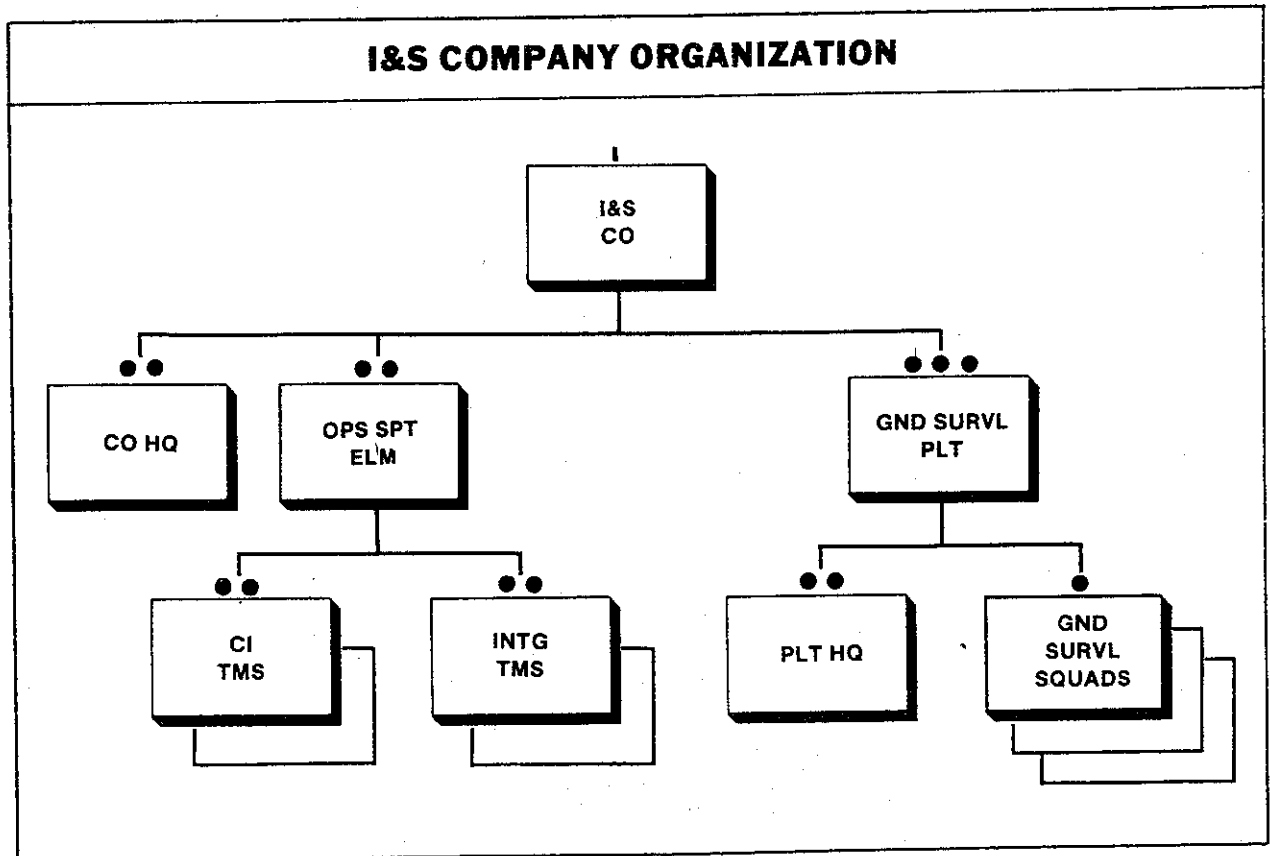 I&S COMPANY ORGANIZATION
I
I&S
CO
CO HQ
OPS SPT
ELM
GND SURVL
PLT
CI
TMS
INTG
TMS
PLT HQ
GND
SURVL
SQUADS